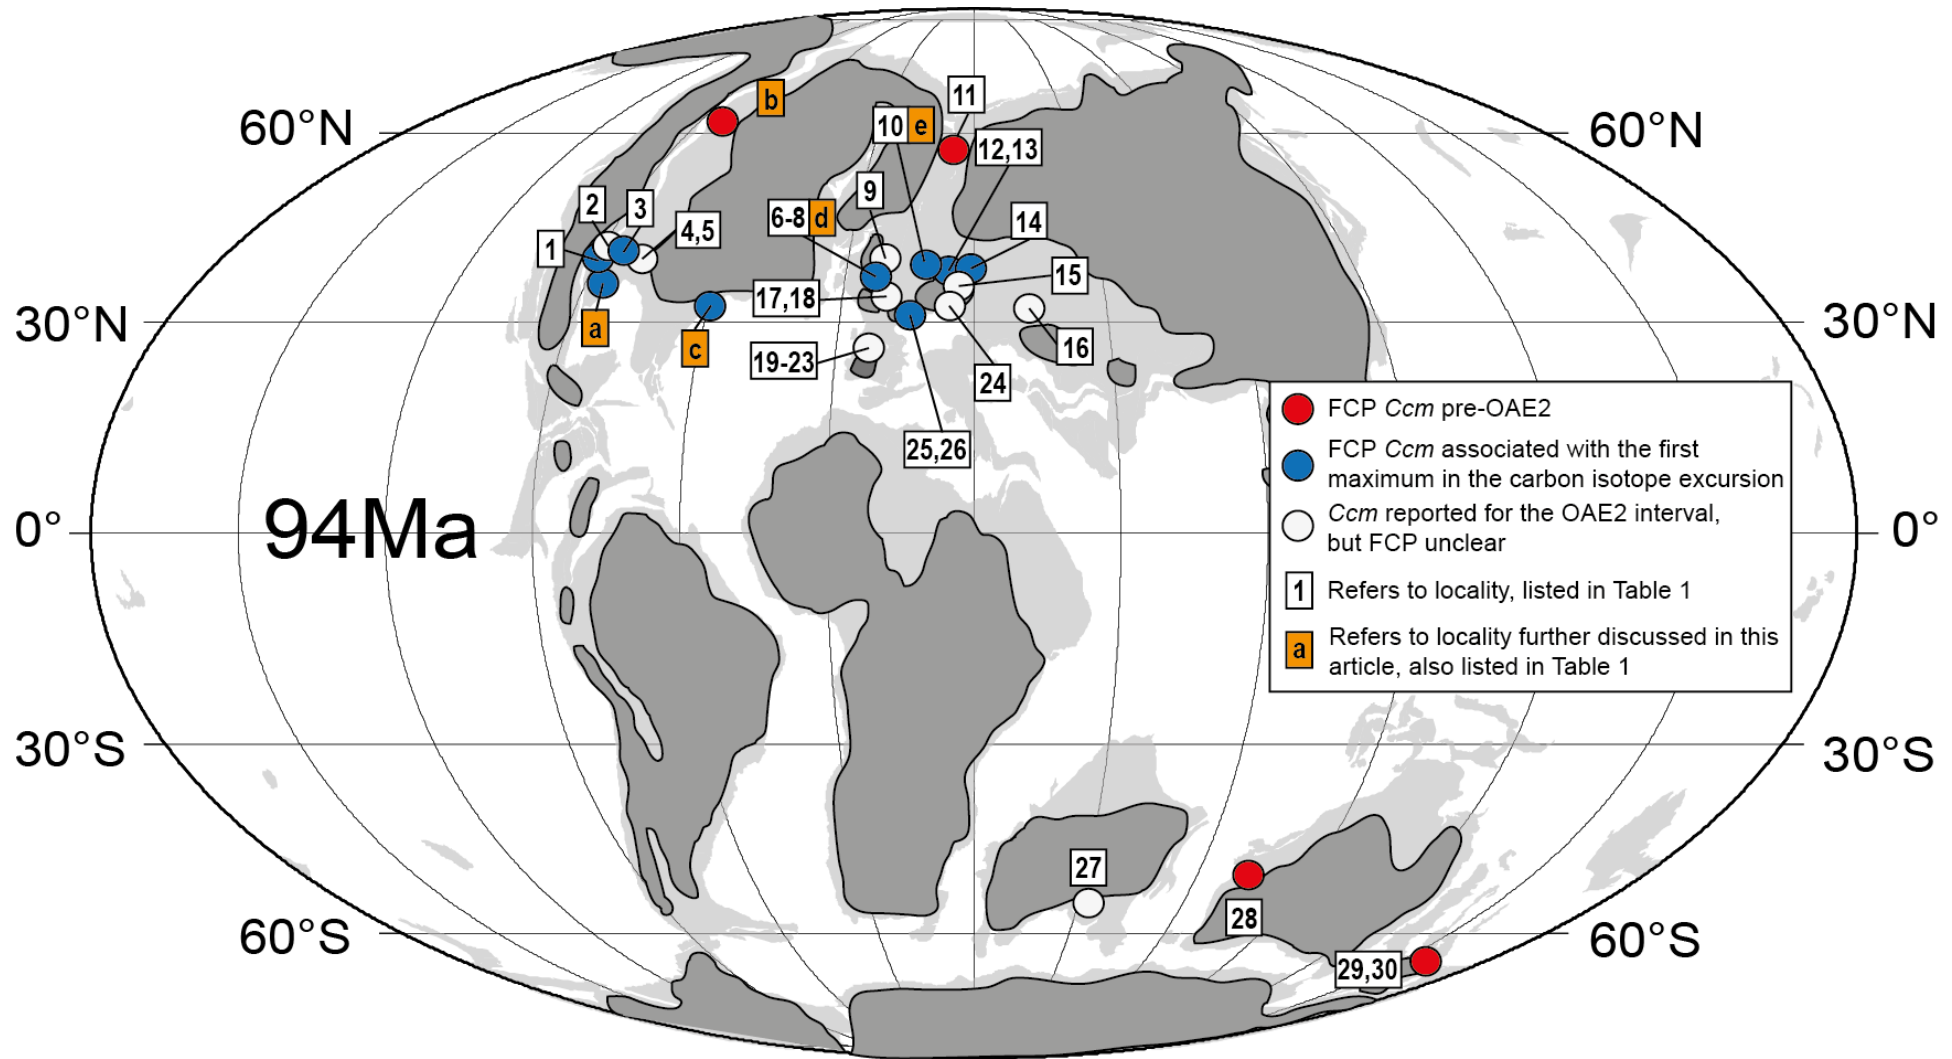 b
11
60°N
10 e
60°N
12,13
9
2
3
6-8 d
14
4,5
1
15
17,18
30°N
a
c
30°N
16
19-23
24
FCP Ccm pre-OAE2
25,26
FCP Ccm associated with the first
maximum in the carbon isotope excursion
94Ma
Ccm reported for the OAE2 interval,
but FCP unclear
0°
0°
1 Refers to locality, listed in Table 1
a Refers to locality further discussed in this
article, also listed in Table 1
30°S
30°S
27
28
60°S
60°S
29,30